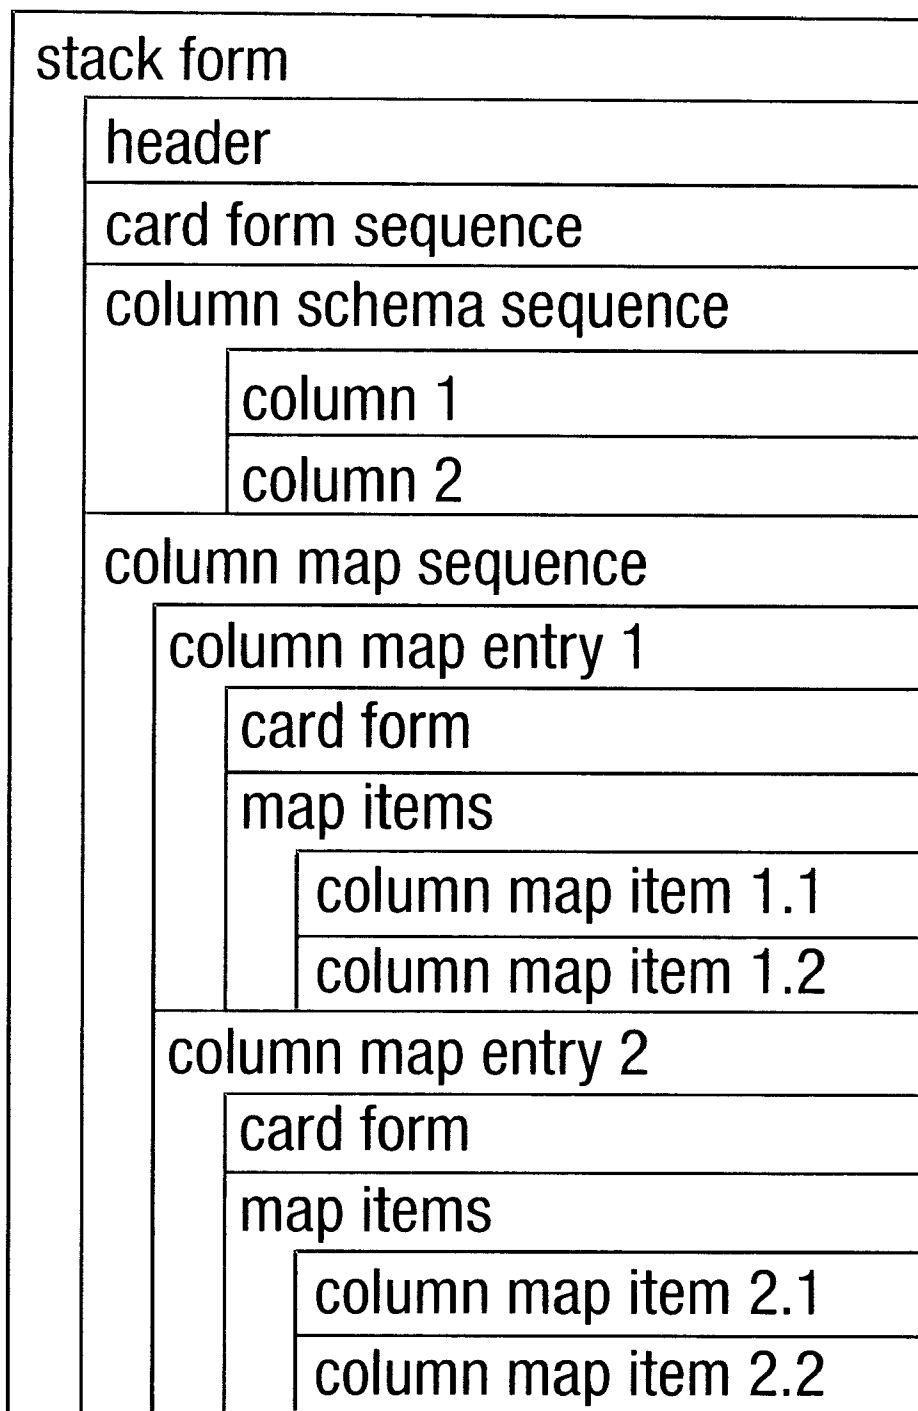 stack form
header
card form sequence
column schema sequence
column 1
column 2
column map sequence
column map entry 1
card form
map items
column map item 1.1
column map item 1.2
column map entry 2
card form
map items
column map item 2.1
column map item 2.2